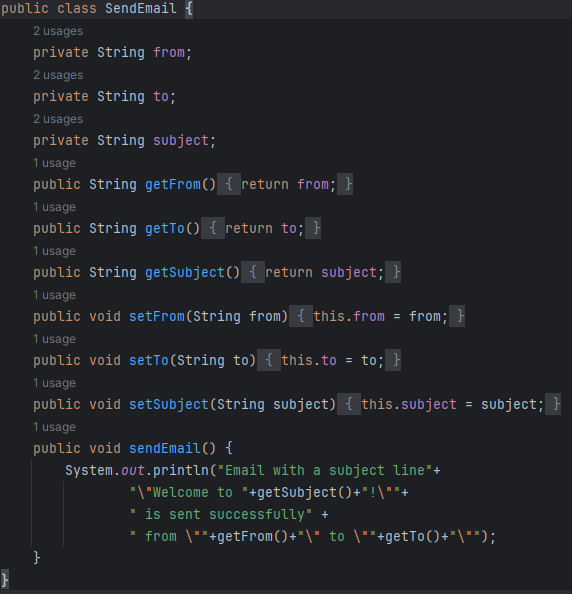 public class SendEmail {
2 usages
private String from;
2 usages
private String to;
2 usages
private String subject;
1 usage
public String getFrom() { return from; }
1 usage
public String getTo() { return to; }
1 usage
public String getSubject() { return subject; }
1 usage
public void setFrom(String from) { this.from = from; }
1 usage
public void setTo(String to) { this.to = to; }
1 usage
public void setSubject(String subject) { this.subject = subject; }
1 usage
public void sendEmail() {
System.out.println("Email with a subject line"+
"\"Welcome to "+getSubject()+"!\""+
" is sent successfully" +
" from \""+getFrom()+"\" to \""+getTo()+"\"");
}
}